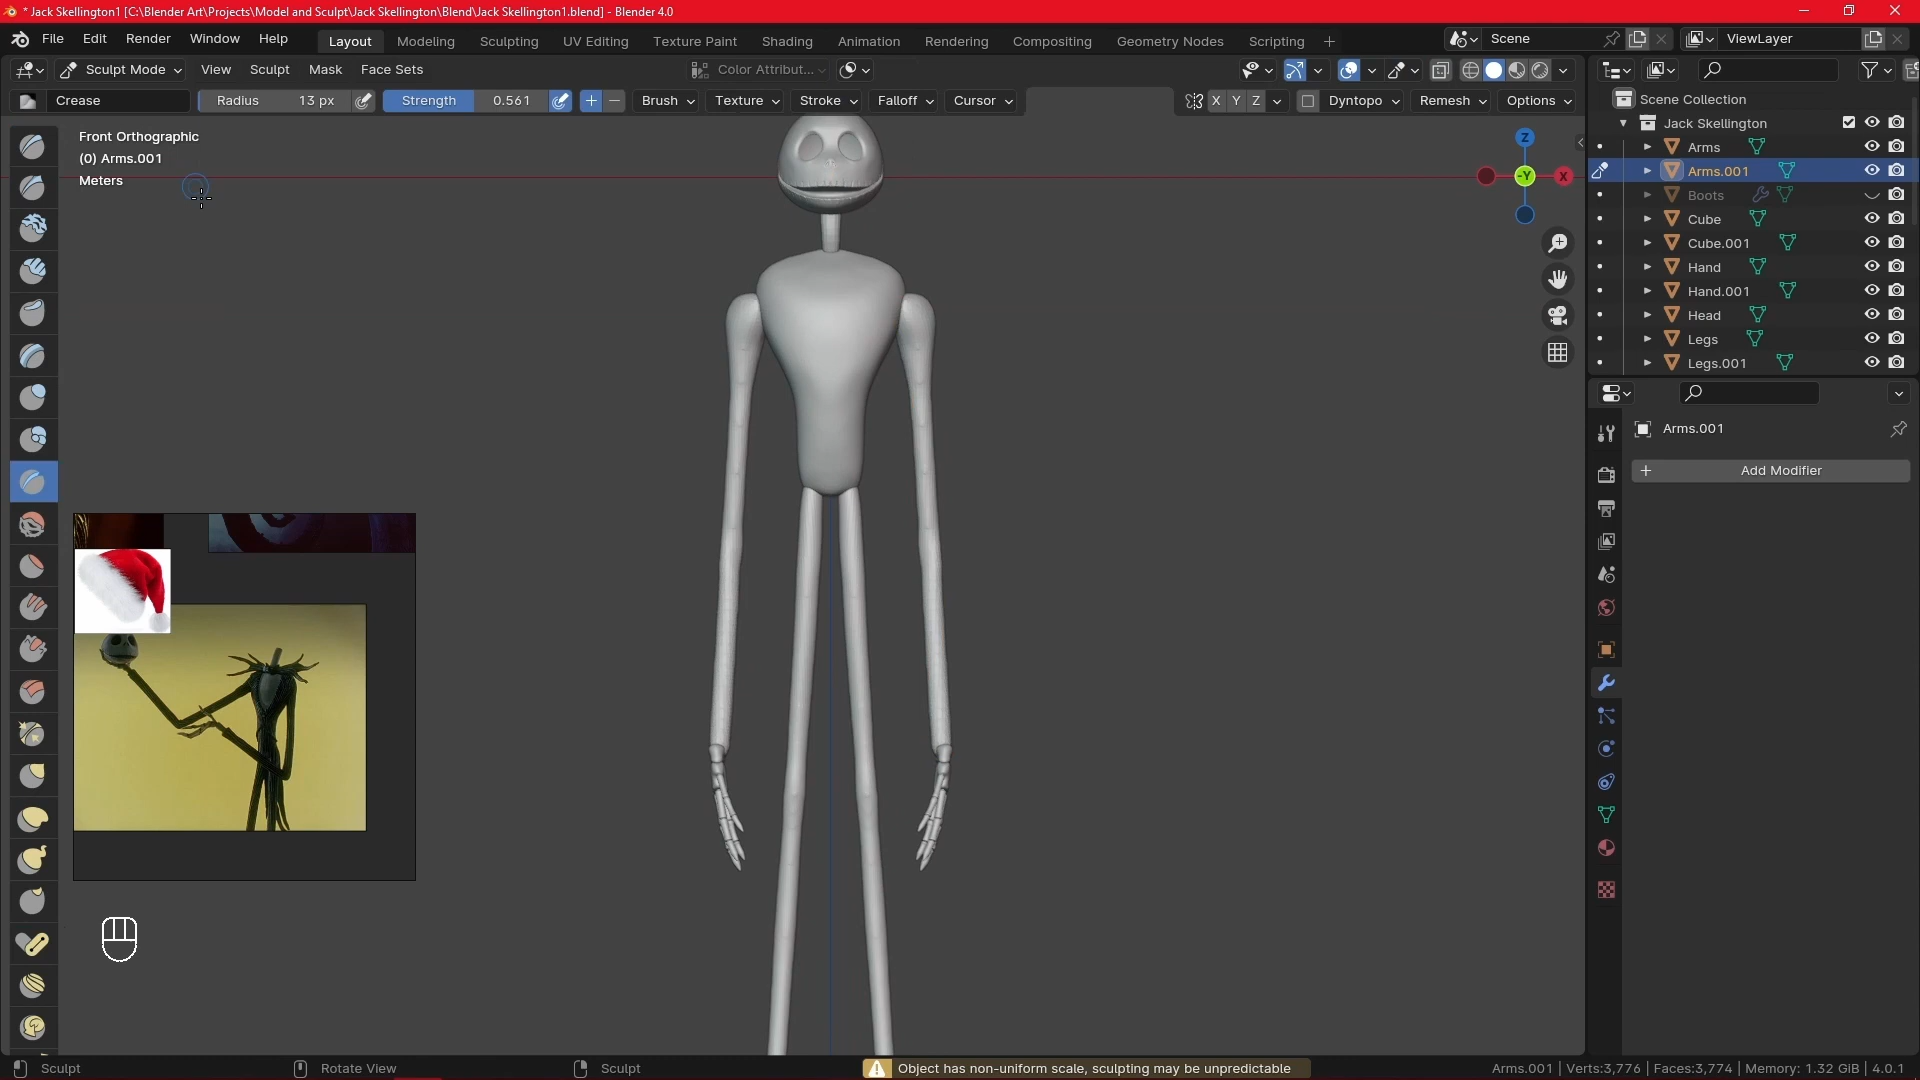 * Jack Skellington1 [C:\Blender Art\Projects\Model and Sculpt\Jack Skellington\Blend\Jack Skellington1.blend] - Blender 4.0
File Edit Render Window Help
Layout Modeling Sculpting UV Editing Texture Paint Shading Animation Rendering Compositing Geometry Nodes Scripting +
Scene
ViewLayer
Sculpt Mode View Sculpt Mask Face Sets
Color Attribut...
Crease
Radius 13 px
Strength 0.561
+ −
Brush Texture Stroke Falloff Cursor
X Y Z
Dyntopo Remesh Options
Front Orthographic
(0) Arms.001
Meters
Z
-Y
X
Scene Collection
Jack Skellington
Arms
Arms.001
Boots
Cube
Cube.001
Hand
Hand.001
Head
Legs
Legs.001
Arms.001
+ Add Modifier
Sculpt
Rotate View
Sculpt
Object has non-uniform scale, sculpting may be unpredictable
Arms.001 | Verts:3,776 | Faces:3,774 | Memory: 1.32 GiB | 4.0.1